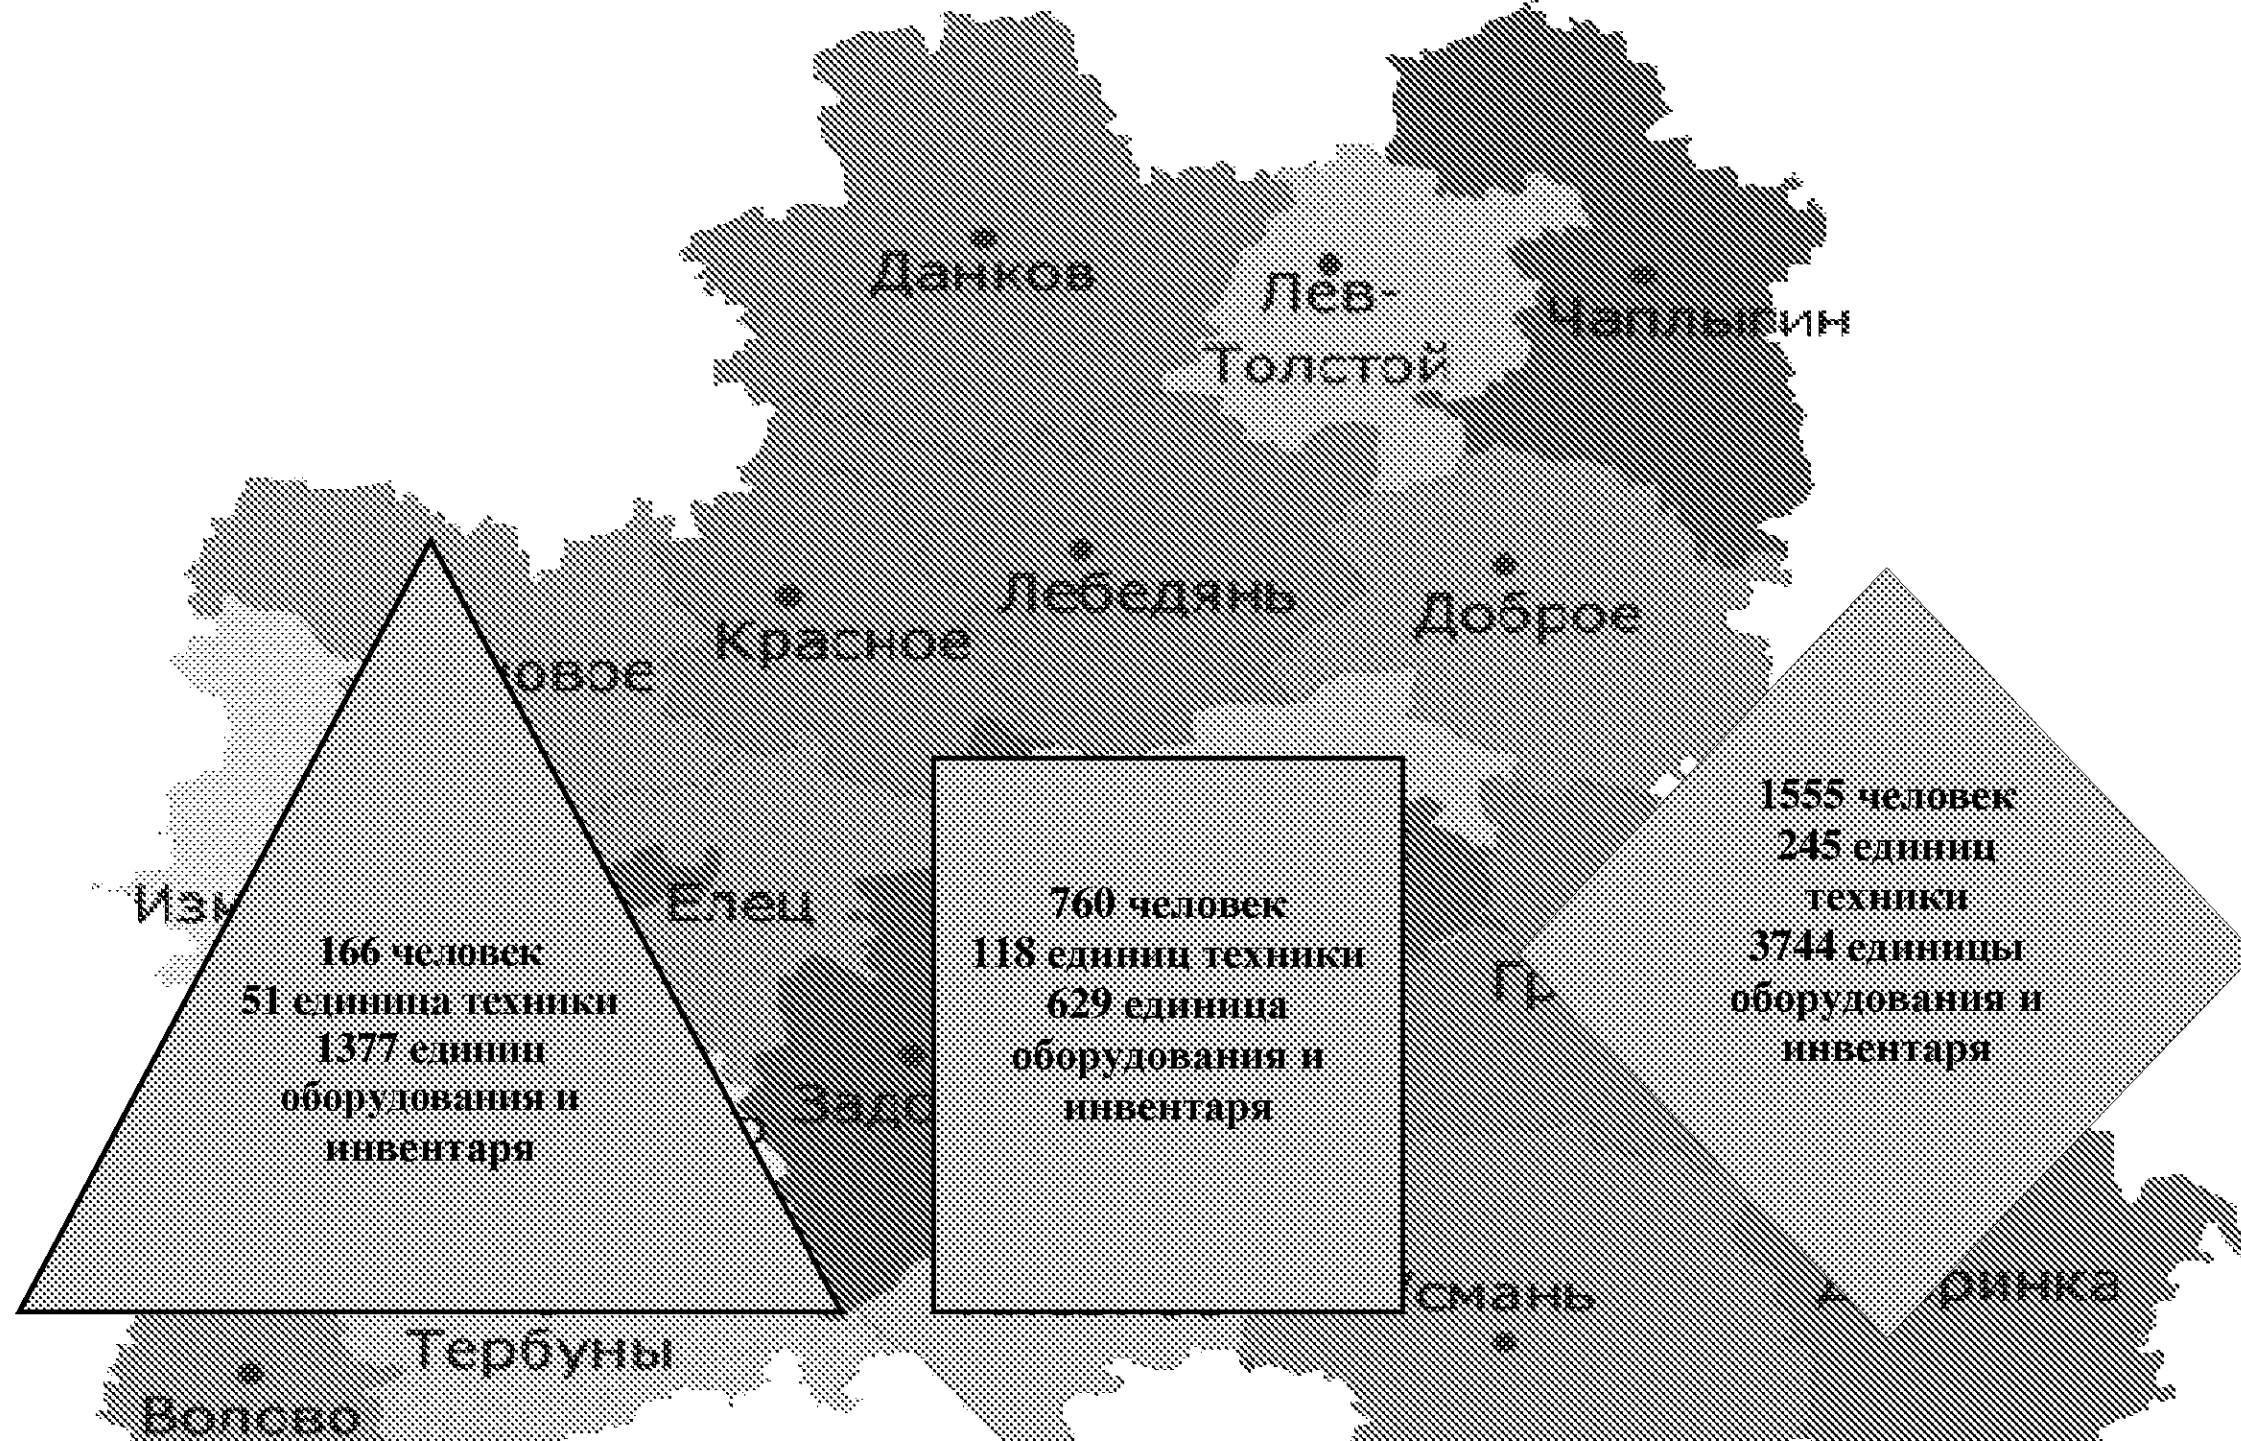 Данков
Лев-
Толстой
Чаплыгин
Лебедянь
Красное
Доброе
овое
Елец
Изм
Гр
Задо
смань
ринка
Тербуны
Волово
166 человек
51 единица техники
1377 единиц
оборудования и
инвентаря
760 человек
118 единиц техники
629 единица
оборудования и
инвентаря
1555 человек
245 единиц
техники
3744 единицы
оборудования и
инвентаря